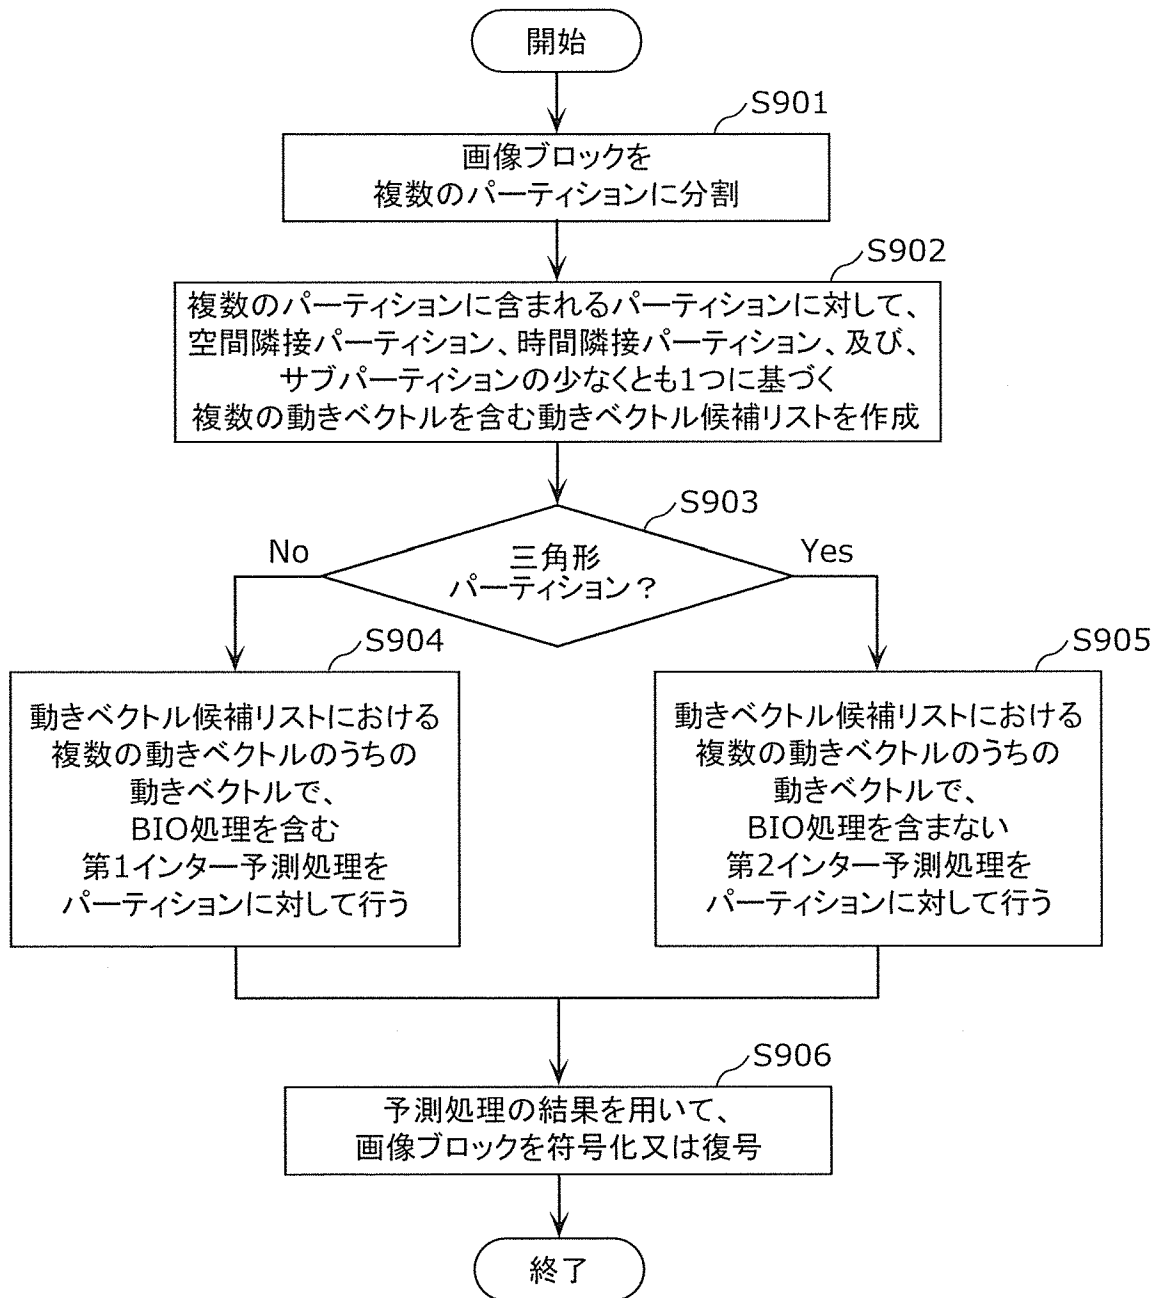 開始
S901
画像ブロックを
複数のパーティションに分割
S902
複数のパーティションに含まれるパーティションに対して、
空間隣接パーティション、時間隣接パーティション、及び、
サブパーティションの少なくとも1つに基づく
複数の動きベクトルを含む動きベクトル候補リストを作成
S903
三角形
パーティション?
No
Yes
S904
動きベクトル候補リストにおける
複数の動きベクトルのうちの
動きベクトルで、
BIO処理を含む
第1インター予測処理を
パーティションに対して行う
S905
動きベクトル候補リストにおける
複数の動きベクトルのうちの
動きベクトルで、
BIO処理を含まない
第2インター予測処理を
パーティションに対して行う
S906
予測処理の結果を用いて、
画像ブロックを符号化又は復号
終了